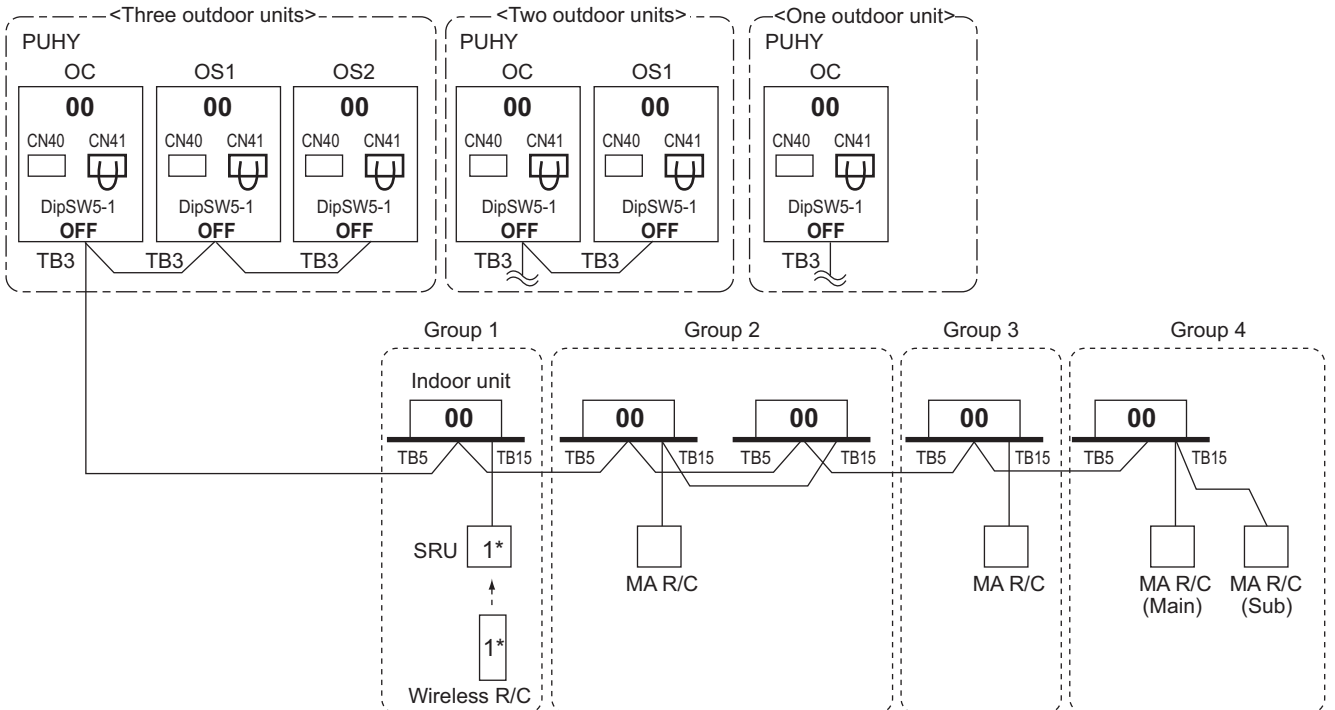 <Three outdoor units>
PUHY
OC OS1 OS2
00 00 00
CN40 CN41 CN40 CN41 CN40 CN41
DipSW5-1 DipSW5-1 DipSW5-1
OFF OFF OFF
TB3 TB3 TB3
<Two outdoor units>
PUHY
OC OS1
00 00
CN40 CN41 CN40 CN41
DipSW5-1 DipSW5-1
OFF OFF
TB3 TB3
<One outdoor unit>
PUHY
OC
00
CN40 CN41
DipSW5-1
OFF
TB3
Group 1
Indoor unit
00
TB5 TB15
SRU 1*
1*
Wireless R/C
Group 2
00 00
TB5 TB15 TB5 TB15
MA R/C
Group 3
00
TB5 TB15
MA R/C
Group 4
00
TB5 TB15
MA R/C MA R/C
(Main) (Sub)